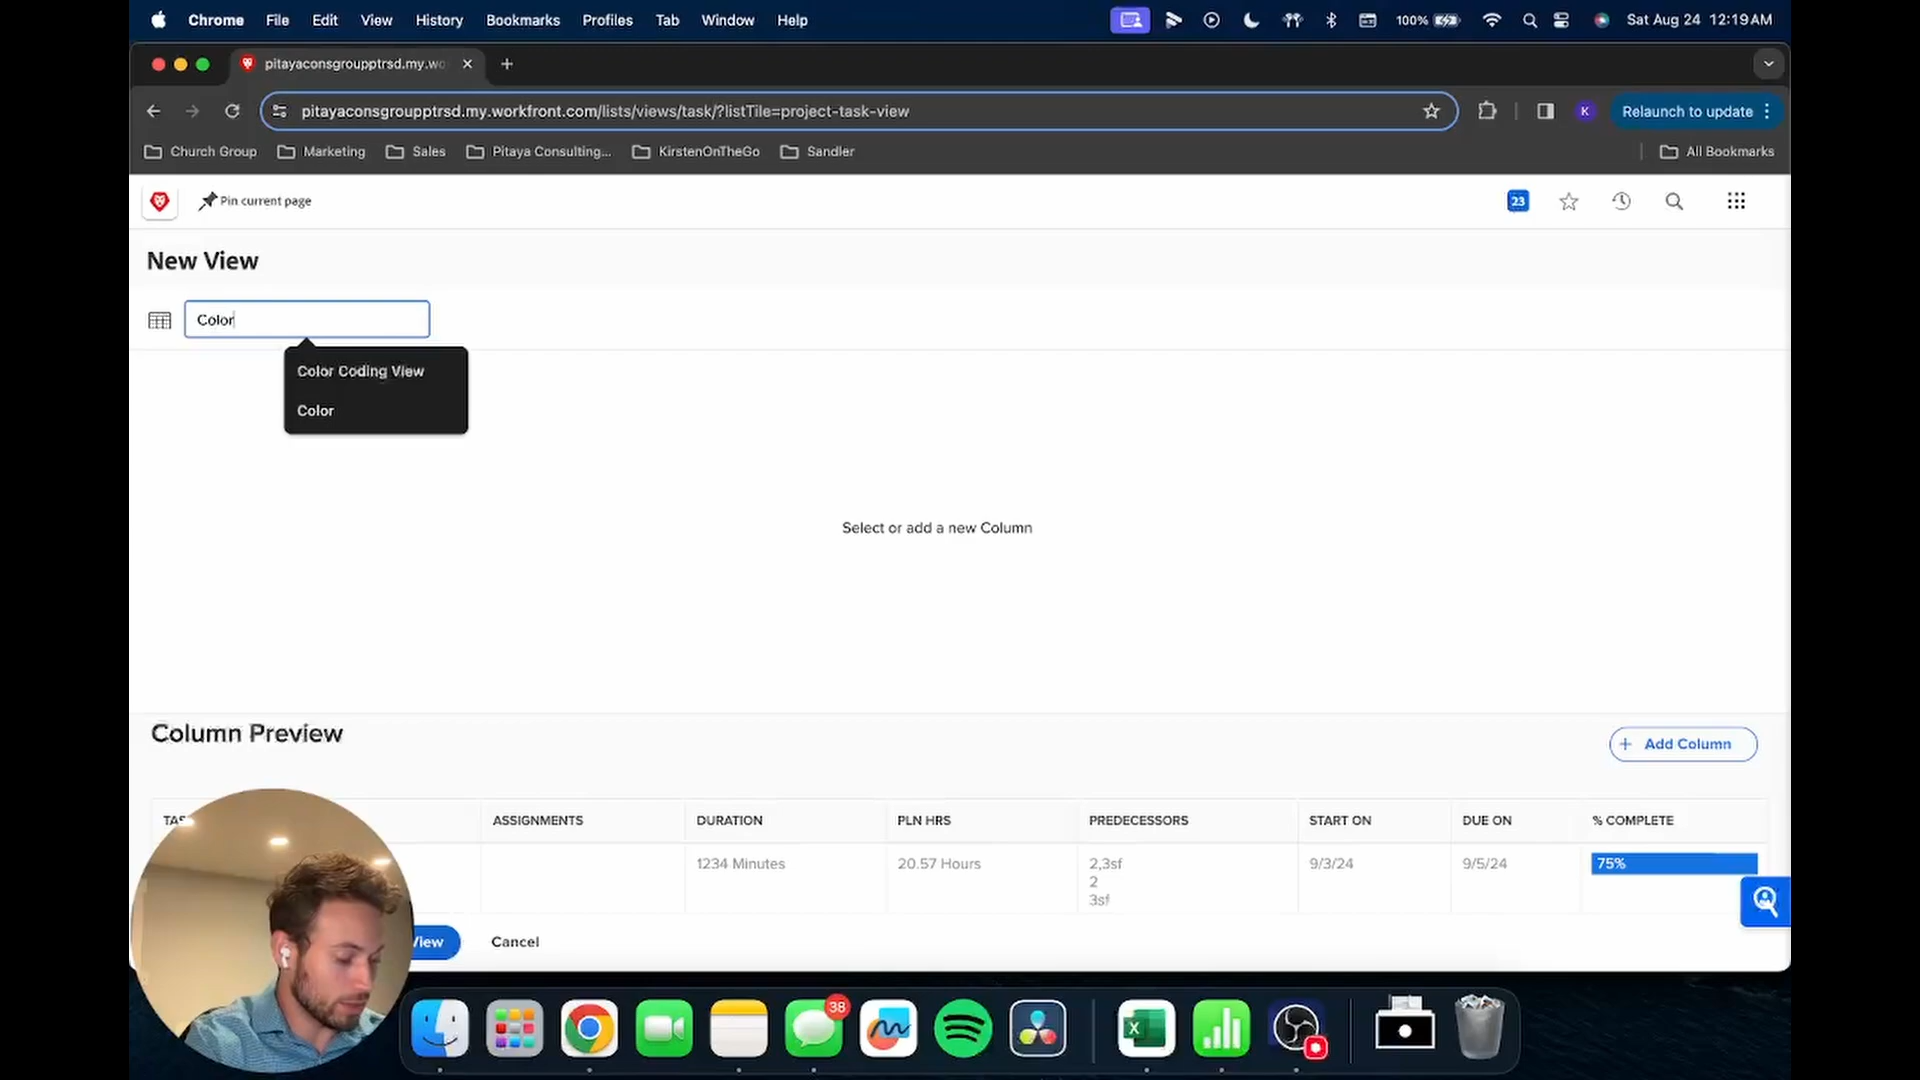 Chrome File Edit View History Bookmarks Profiles Tab Window Help 100% Sat Aug 24 12:19 AM
pitayaconsgroupptrsd.my.wo
pitayaconsgroupptrsd.my.workfront.com/lists/views/task/?listTile=project-task-view K Relaunch to update
Church Group Marketing Sales Pitaya Consulting... KirstenOnTheGo Sandler All Bookmarks
Pin current page 23
New View
Color
Color Coding View
Color
Select or add a new Column
Column Preview
+ Add Column
TAS ASSIGNMENTS DURATION PLN HRS PREDECESSORS START ON DUE ON % COMPLETE
1234 Minutes 20.57 Hours 2,3sf 9/3/24 9/5/24 75%
2
3sf
View Cancel
38
X